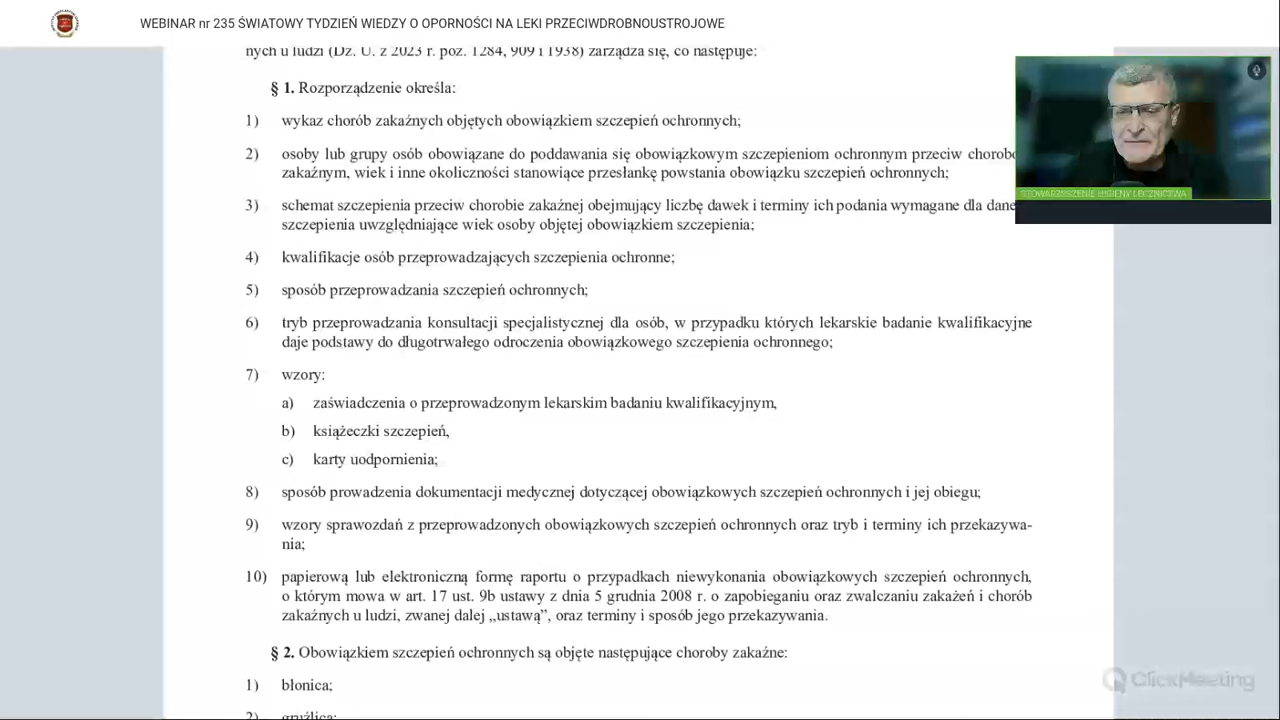 WEBINAR nr 235 ŚWIATOWY TYDZIEŃ WIEDZY O OPORNOŚCI NA LEKI PRZECIWDROBNOUSTROJOWE
nych u ludzi (Dz. U. z 2023 r. poz. 1284, 909 i 1938) zarządza się, co następuje:
§ 1. Rozporządzenie określa:
1) wykaz chorób zakaźnych objętych obowiązkiem szczepień ochronnych;
2) osoby lub grupy osób obowiązane do poddawania się obowiązkowym szczepieniom ochronnym przeciw chorobo
zakaźnym, wiek i inne okoliczności stanowiące przesłankę powstania obowiązku szczepień ochronnych;
STOWARZYSZENIE HIGIENY LECZNICTWA
3) schemat szczepienia przeciw chorobie zakaźnej obejmujący liczbę dawek i terminy ich podania wymagane dla dane
szczepienia uwzględniające wiek osoby objętej obowiązkiem szczepienia;
4) kwalifikacje osób przeprowadzających szczepienia ochronne;
5) sposób przeprowadzania szczepień ochronnych;
6) tryb przeprowadzania konsultacji specjalistycznej dla osób, w przypadku których lekarskie badanie kwalifikacyjne
daje podstawy do długotrwałego odroczenia obowiązkowego szczepienia ochronnego;
7) wzory:
a) zaświadczenia o przeprowadzonym lekarskim badaniu kwalifikacyjnym,
b) książeczki szczepień,
c) karty uodpornienia;
8) sposób prowadzenia dokumentacji medycznej dotyczącej obowiązkowych szczepień ochronnych i jej obiegu;
9) wzory sprawozdań z przeprowadzonych obowiązkowych szczepień ochronnych oraz tryb i terminy ich przekazywa-
nia;
10) papierową lub elektroniczną formę raportu o przypadkach niewykonania obowiązkowych szczepień ochronnych,
o którym mowa w art. 17 ust. 9b ustawy z dnia 5 grudnia 2008 r. o zapobieganiu oraz zwalczaniu zakażeń i chorób
zakaźnych u ludzi, zwanej dalej „ustawą”, oraz terminy i sposób jego przekazywania.
§ 2. Obowiązkiem szczepień ochronnych są objęte następujące choroby zakaźne:
1) błonica;
2) gruźlica;
ClickMeeting